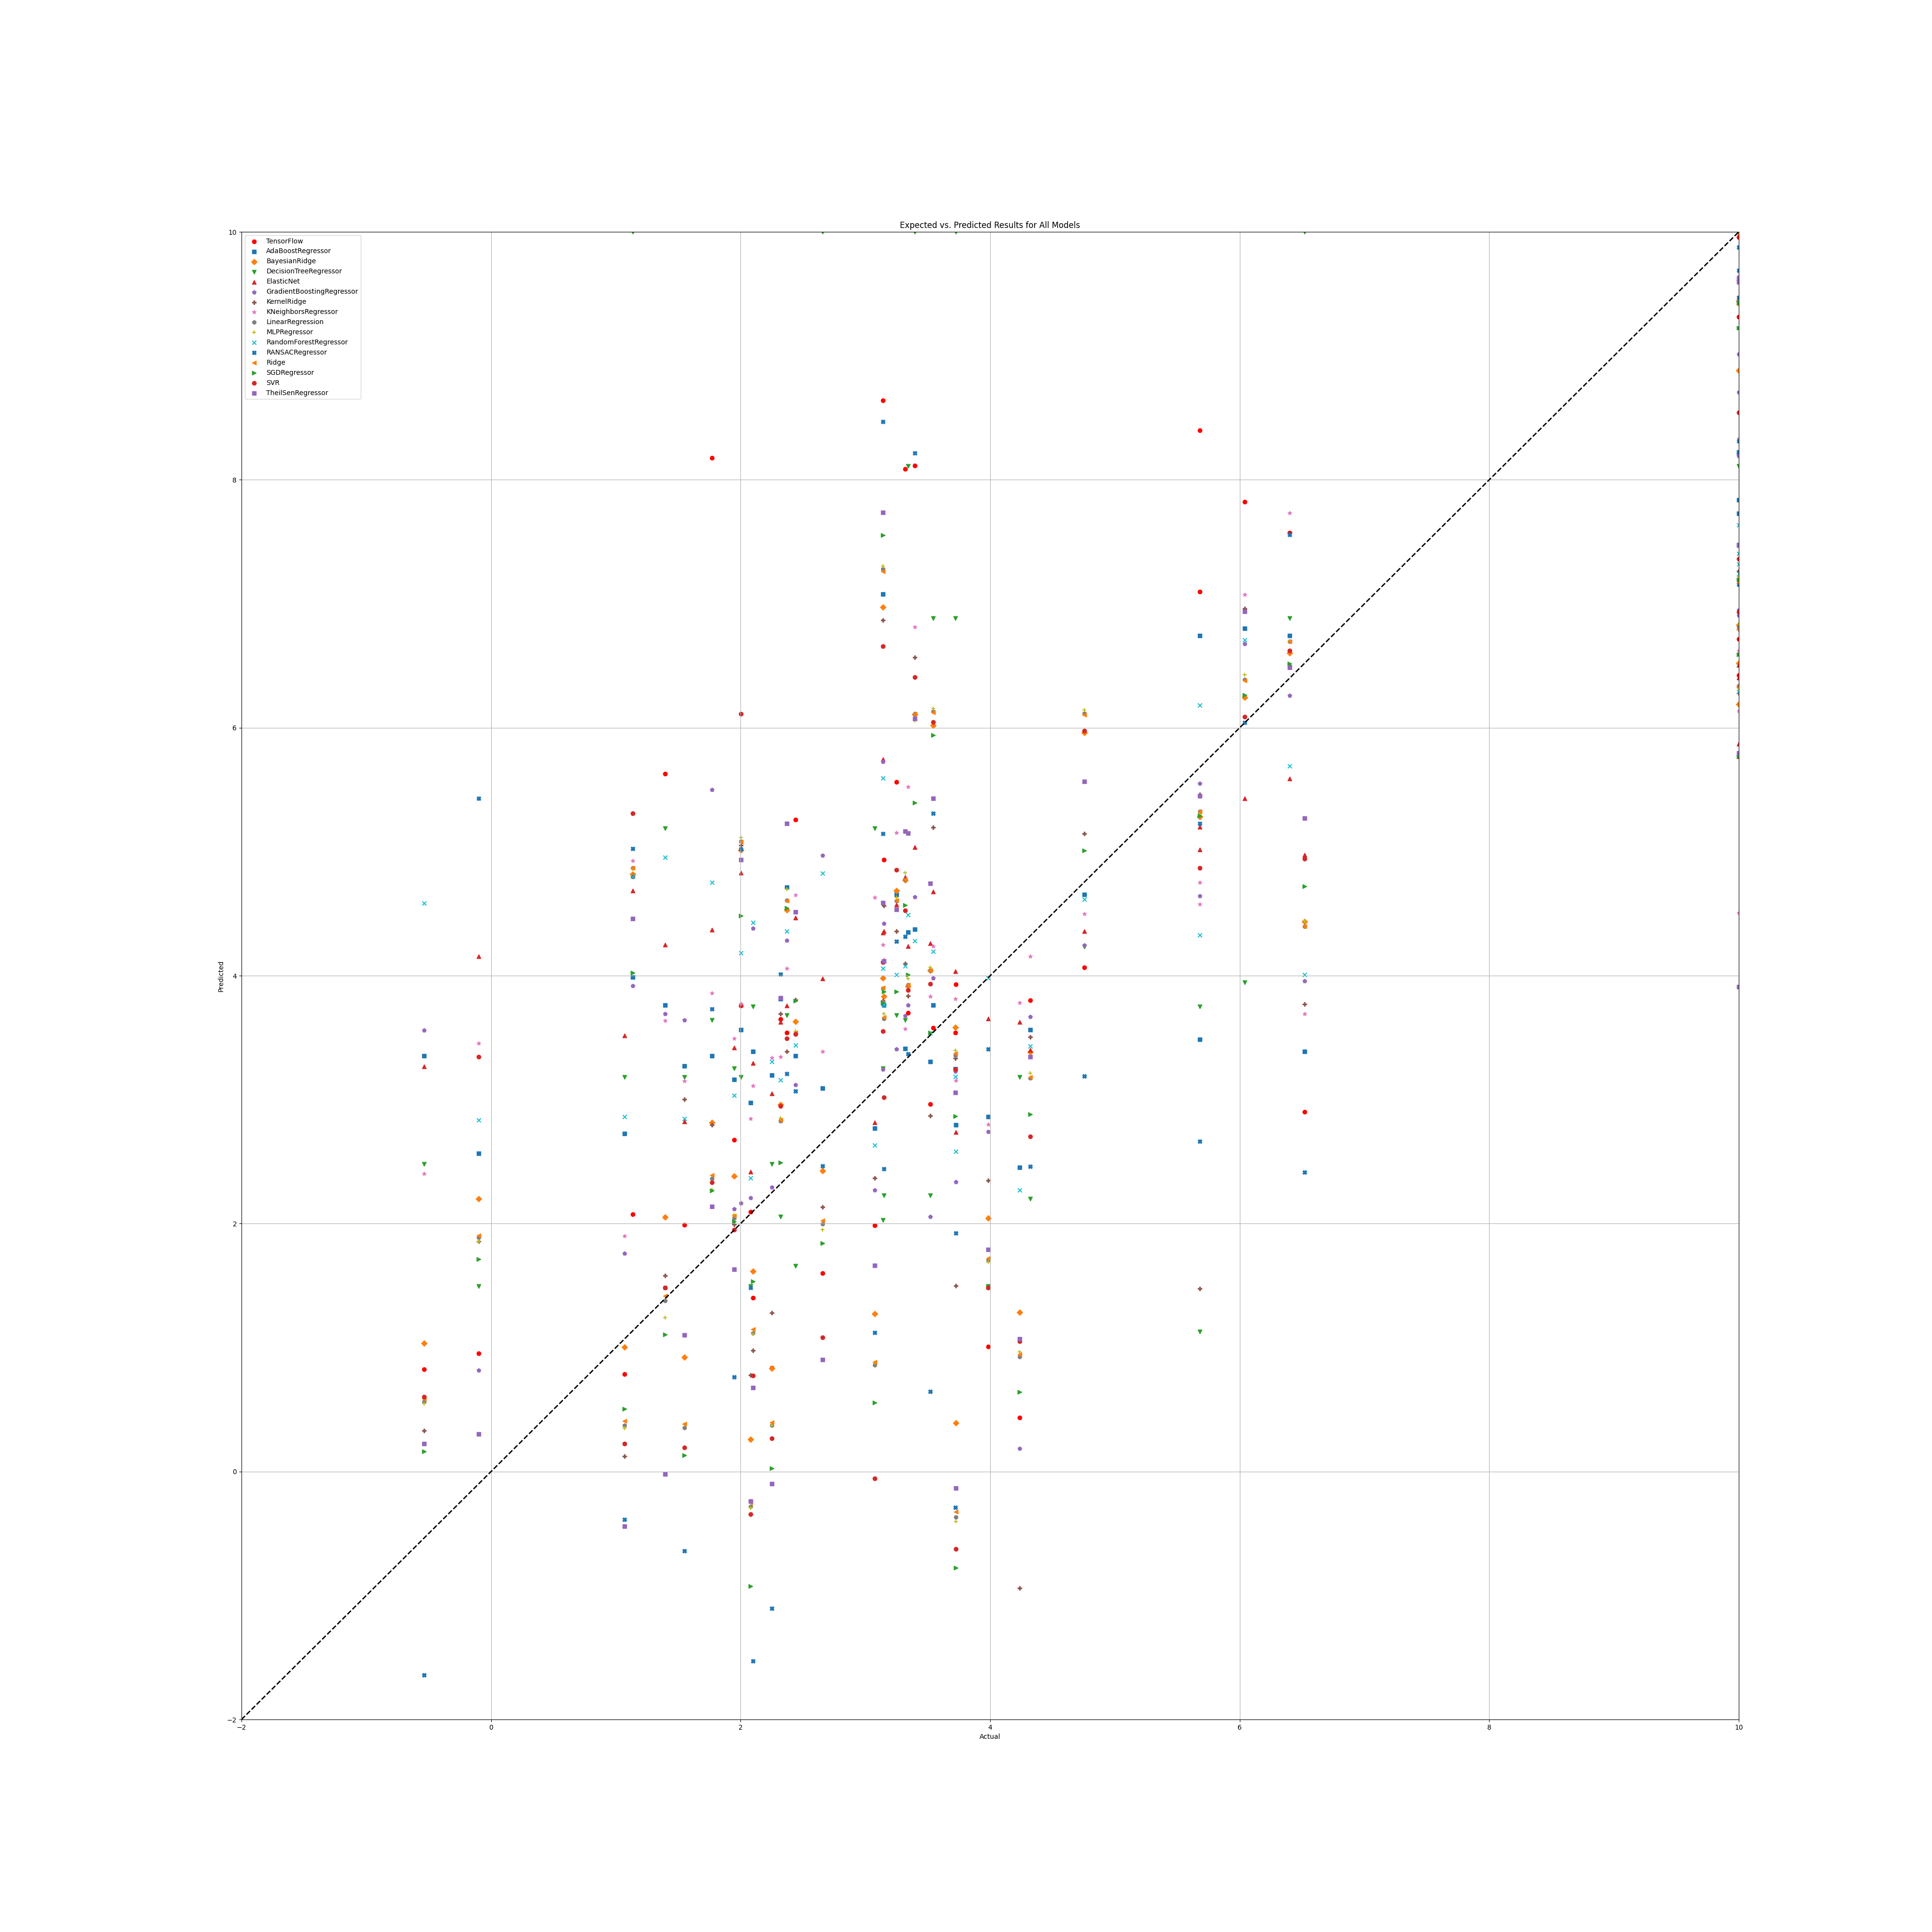 Expected vs. Predicted Results for All Models
10
TensorFlow
AdaBoostRegressor
BayesianRidge
DecisionTreeRegressor
ElasticNet
GradientBoostingRegressor
KernelRidge
KNeighborsRegressor
LinearRegression
MLPRegressor
RandomForestRegressor
RANSACRegressor
Ridge
SGDRegressor
SVR
TheilSenRegressor
8
6
4
Predicted
2
0
−2
−2 0 2 4 6 8 10
Actual